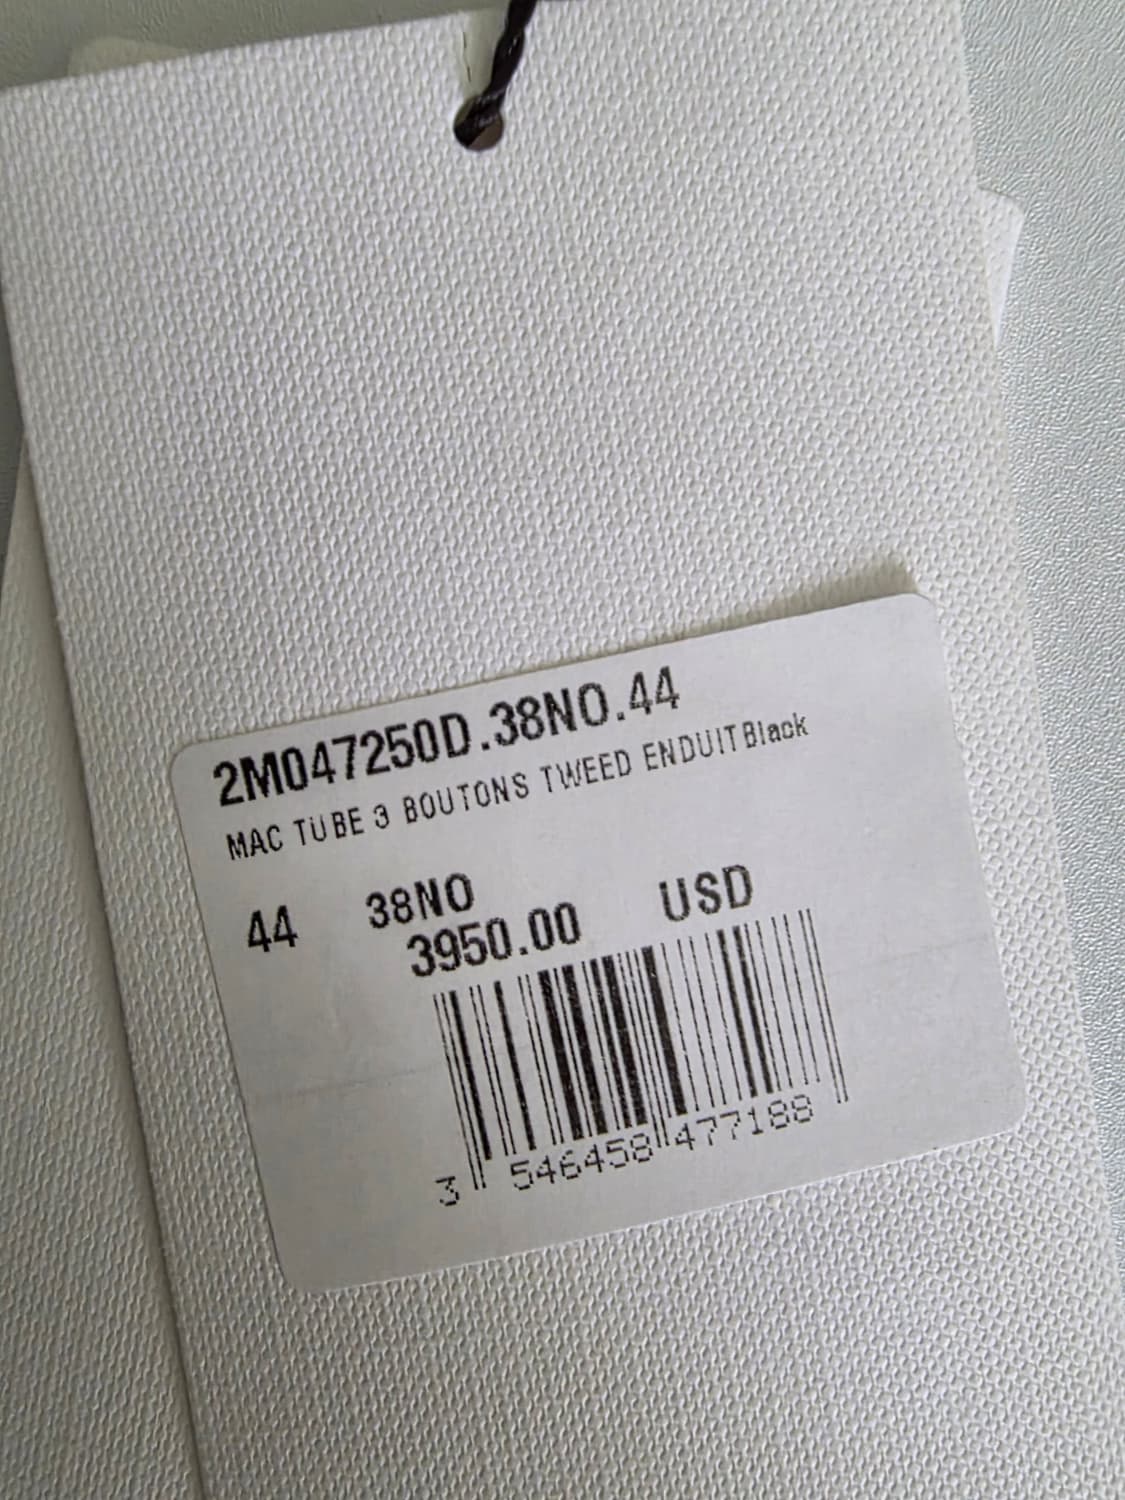 2M047250D.38NO.44
MAC TUBE 3 BOUTONS TWEED ENDUIT Black
44 38NO
3950.00 USD
3 546458 477188